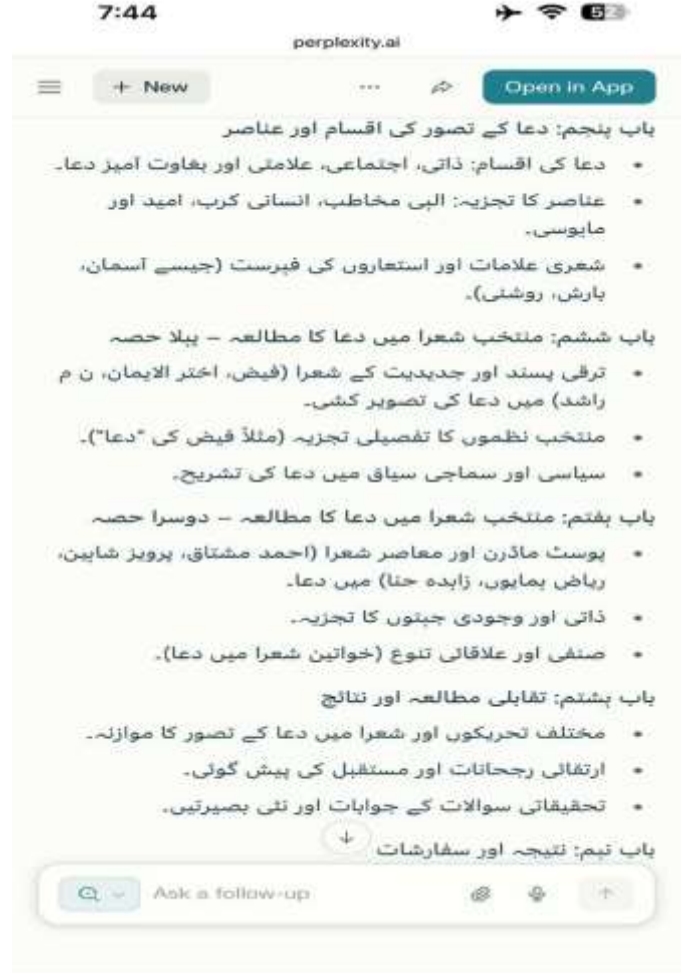 7:44
perplexity.ai
+ New
Open in App
باب پنجم: دعا کے تصور کی اقسام اور عناصر
• دعا کی اقسام: ذاتی، اجتماعی، علامتی اور بغاوت آمیز دعا۔
• عناصر کا تجزیہ: الہی مخاطب، انسانی کرب، امید اور
مایوسی۔
• شعری علامات اور استعاروں کی فہرست (جیسے آسمان،
بارش، روشنی)۔
باب ششم: منتخب شعرا میں دعا کا مطالعہ – پہلا حصہ
• ترقی پسند اور جدیدیت کے شعرا (فیض، اختر الایمان، ن م
راشد) میں دعا کی تصویر کشی۔
• منتخب نظموں کا تفصیلی تجزیہ (مثلاً فیض کی "دعا")۔
• سیاسی اور سماجی سیاق میں دعا کی تشریح۔
باب ہفتم: منتخب شعرا میں دعا کا مطالعہ – دوسرا حصہ
• پوسٹ ماڈرن اور معاصر شعرا (احمد مشتاق، پرویز شاہین،
ریاض ہمایوں، زاہدہ حنا) میں دعا۔
• ذاتی اور وجودی جہتوں کا تجزیہ۔
• صنفی اور علاقائی تنوع (خواتین شعرا میں دعا)۔
باب ہشتم: تقابلی مطالعہ اور نتائج
• مختلف تحریکوں اور شعرا میں دعا کے تصور کا موازنہ۔
• ارتقائی رجحانات اور مستقبل کی پیش گوئی۔
• تحقیقاتی سوالات کے جوابات اور نئی بصیرتیں۔
باب نہم: نتیجہ اور سفارشات
Ask a follow-up